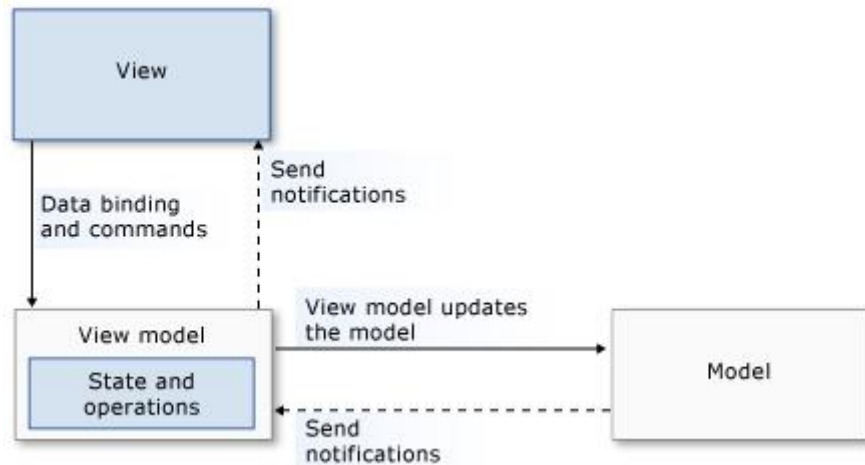 View
Send
notifications
Data binding
and commands
View model updates
the model
View model
State and
operations
Model
Send
notifications